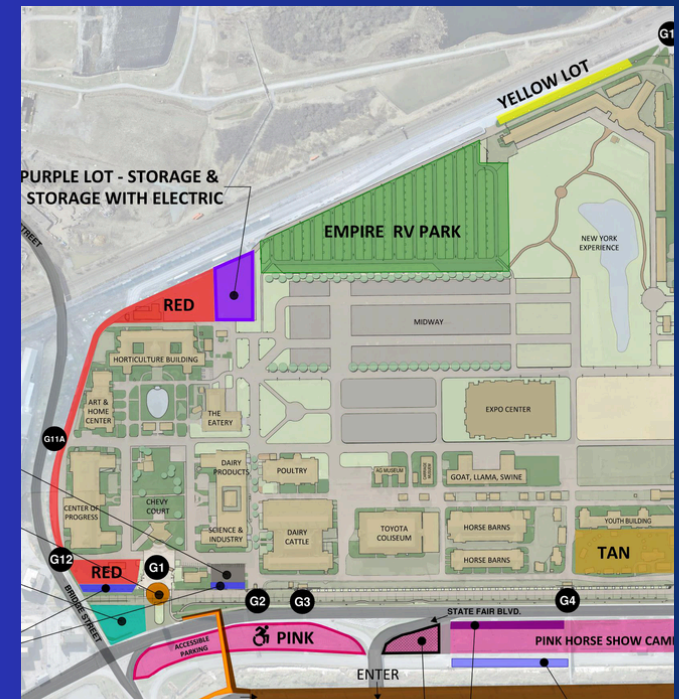 G1
YELLOW LOT
PURPLE LOT - STORAGE &
STORAGE WITH ELECTRIC
STREET
EMPIRE RV PARK
NEW YORK
EXPERIENCE
RED
MIDWAY
HORTICULTURE BUILDING
ART &
HOME
CENTER
THE
EATERY
EXPO CENTER
G11A
DAIRY
PRODUCTS
POULTRY
AG MUSEUM
GOAT, LLAMA, SWINE
CENTER OF
PROGRESS
CHEVY
COURT
SCIENCE &
INDUSTRY
DAIRY
CATTLE
TOYOTA
COLISEUM
HORSE BARNS
YOUTH BUILDING
TAN
HORSE BARNS
G12
RED
G1
G2
G3
G4
BRIDGE STREET
STATE FAIR BLVD.
ACCESSIBLE
PARKING
PINK
PINK HORSE SHOW CAM
ENTER